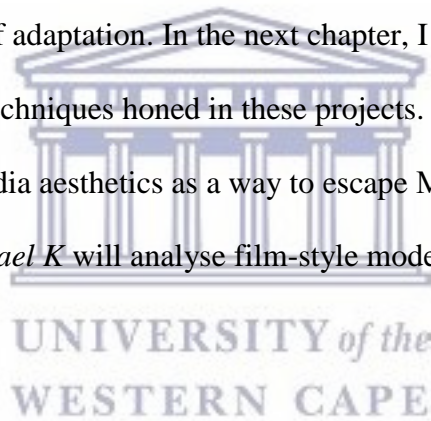 f adaptation. In the next chapter, I
chniques honed in these projects.
dia aesthetics as a way to escape M
ael K will analyse film-style mode
UNIVERSITY of the
WESTERN CAPE